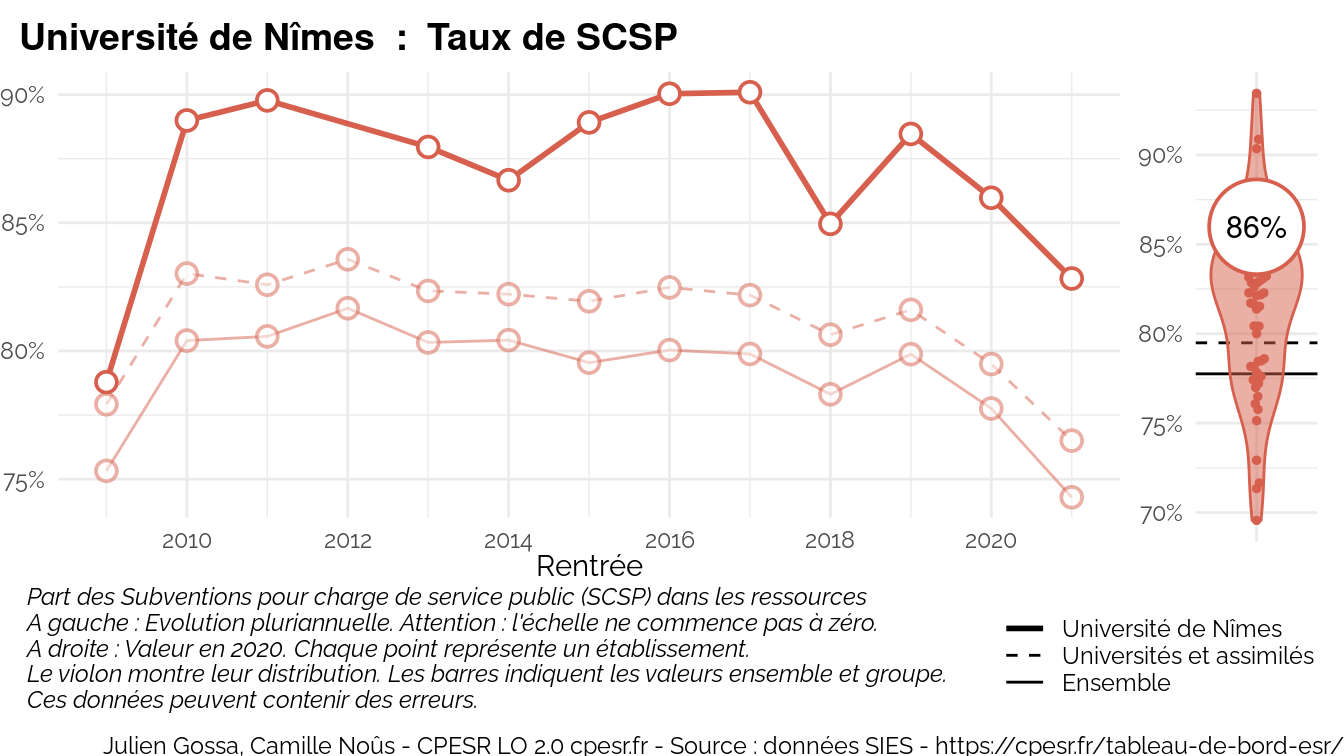 Université de Nîmes  :  Taux de SCSP
90%
85%
80%
75%
2010 2012 2014 2016 2018 2020
Rentrée
90%
85%
80%
75%
70%
86%
Part des Subventions pour charge de service public (SCSP) dans les ressources
A gauche : Evolution pluriannuelle. Attention : l'échelle ne commence pas à zéro.
A droite : Valeur en 2020. Chaque point représente un établissement.
Le violon montre leur distribution. Les barres indiquent les valeurs ensemble et groupe.
Ces données peuvent contenir des erreurs.
Université de Nîmes
Universités et assimilés
Ensemble
Julien Gossa, Camille Noûs - CPESR LO 2.0 cpesr.fr - Source : données SIES - https://cpesr.fr/tableau-de-bord-esr/